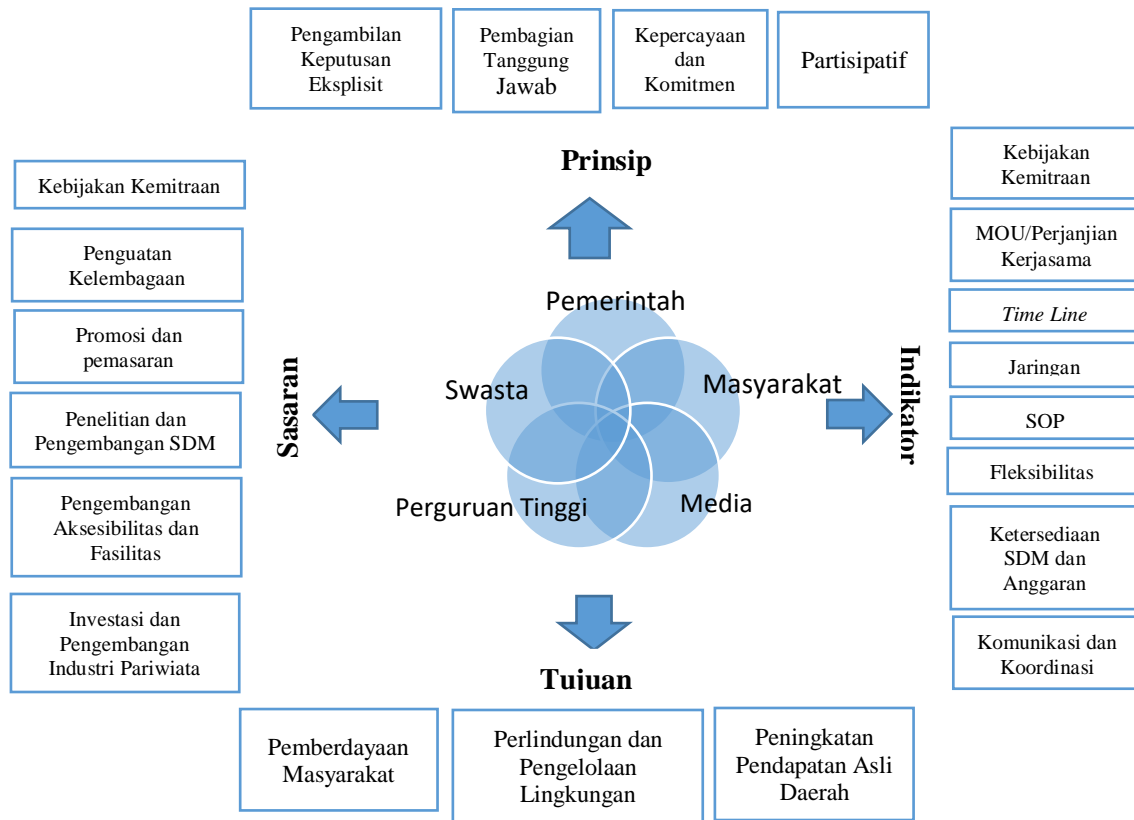 Pengambilan
Keputusan
Eksplisit
Pembagian
Tanggung
Jawab
Kepercayaan
dan
Komitmen
Partisipatif
Prinsip
Kebijakan Kemitraan
Penguatan
Kelembagaan
Promosi dan
pemasaran
Penelitian dan
Pengembangan SDM
Pengembangan
Aksesibilitas dan
Fasilitas
Investasi dan
Pengembangan
Industri Pariwiata
Sasaran
Pemerintah
Swasta
Masyarakat
Perguruan Tinggi
Media
Indikator
Kebijakan
Kemitraan
MOU/Perjanjian
Kerjasama
Time Line
Jaringan
SOP
Fleksibilitas
Ketersediaan
SDM dan
Anggaran
Komunikasi dan
Koordinasi
Tujuan
Pemberdayaan
Masyarakat
Perlindungan dan
Pengelolaan
Lingkungan
Peningkatan
Pendapatan Asli
Daerah